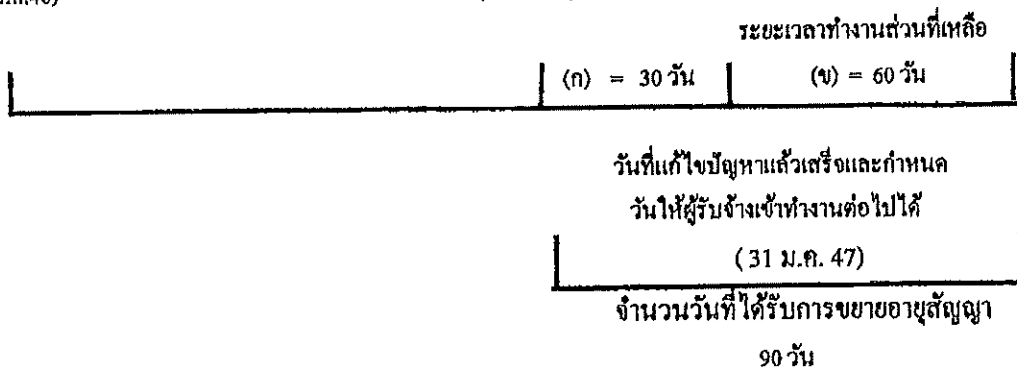 ระยะเวลาทำงานส่วนที่เหลือ
(ก) = 30 วัน (ข) = 60 วัน
วันที่แก้ไขปัญหาแล้วเสร็จและกำหนด
วันให้ผู้รับจ้างเข้าทำงานต่อไปได้
( 31 ม.ค. 47)
จำนวนวันที่ได้รับการขยายอายุสัญญา
90 วัน